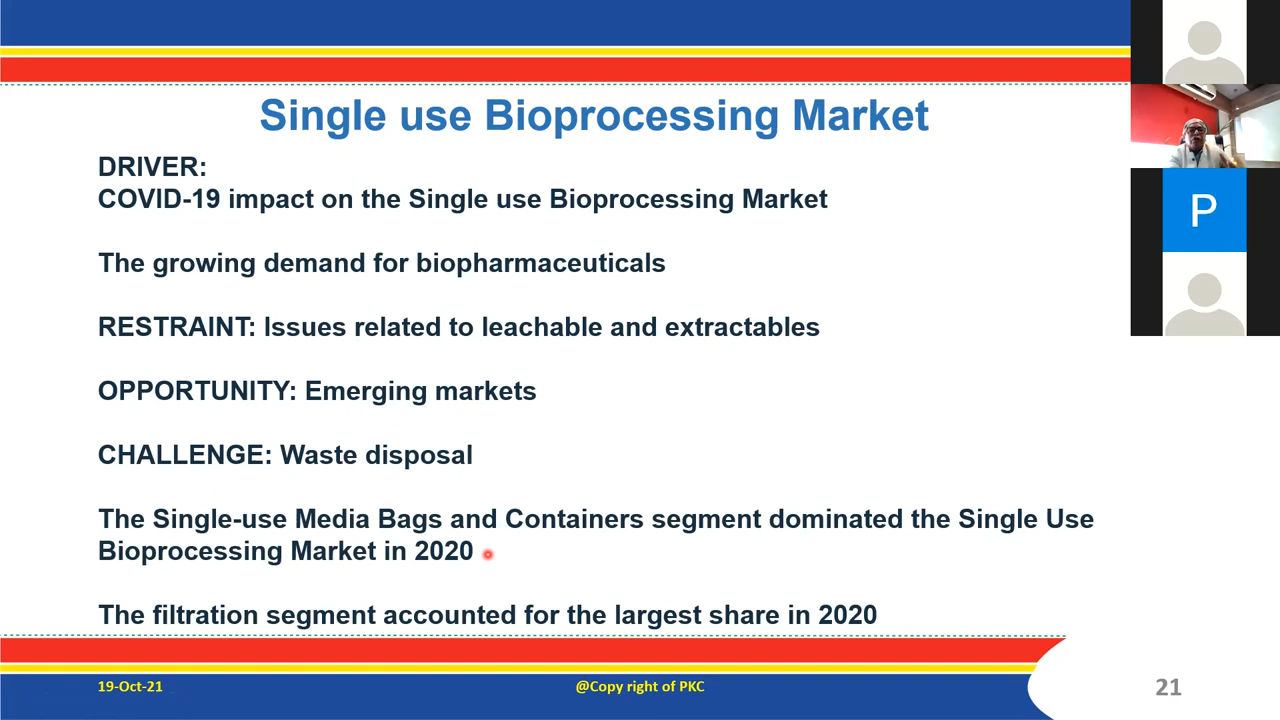 Single use Bioprocessing Market
DRIVER:
COVID-19 impact on the Single use Bioprocessing Market
The growing demand for biopharmaceuticals
RESTRAINT: Issues related to leachable and extractables
OPPORTUNITY: Emerging markets
CHALLENGE: Waste disposal
The Single-use Media Bags and Containers segment dominated the Single Use
Bioprocessing Market in 2020
The filtration segment accounted for the largest share in 2020
19-Oct-21
@Copy right of PKC
21
P